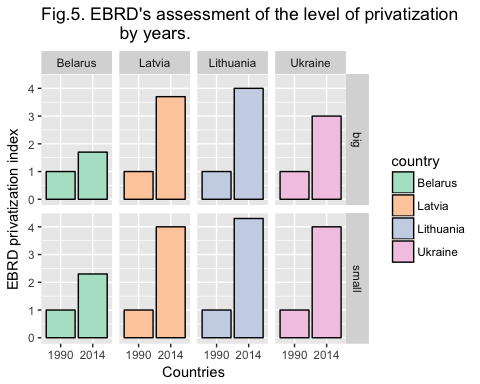 Fig.5. EBRD's assessment of the level of privatization
by years.
Belarus Latvia Lithuania Ukraine
4
3
2
1
0
big
4
3
2
1
0
small
EBRD privatization index
1990 2014 1990 2014 1990 2014 1990 2014
Countries
country
Belarus
Latvia
Lithuania
Ukraine